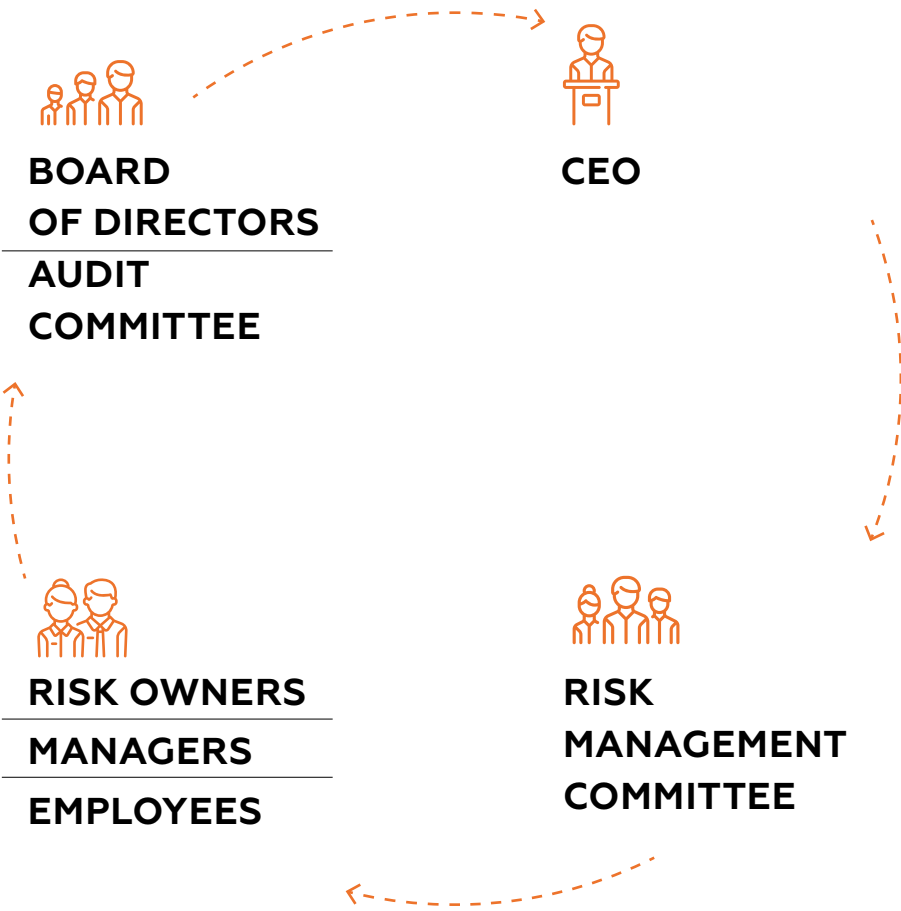 BOARD
OF DIRECTORS
AUDIT
COMMITTEE
CEO
RISK OWNERS
MANAGERS
EMPLOYEES
RISK
MANAGEMENT
COMMITTEE